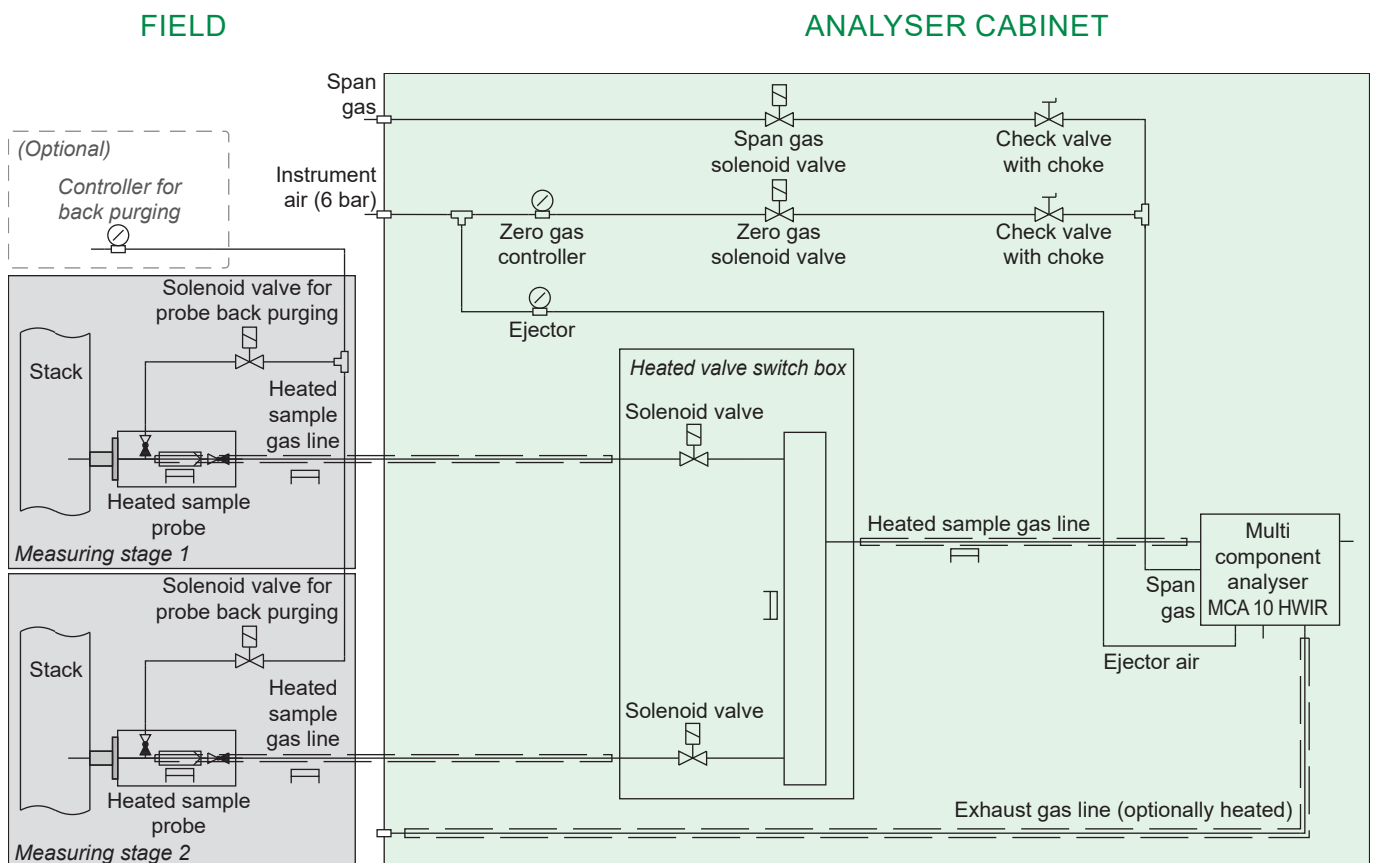 FIELD
ANALYSER CABINET
Span
gas
Span gas
solenoid valve
Check valve
with choke
(Optional)
Controller for
back purging
Instrument
air (6 bar)
Zero gas
controller
Zero gas
solenoid valve
Check valve
with choke
Ejector
Solenoid valve for
probe back purging
Stack
Heated
sample
gas line
Heated sample
probe
Measuring stage 1
Heated valve switch box
Solenoid valve
Heated sample gas line
Multi
component
analyser
MCA 10 HWIR
Span
gas
Ejector air
Solenoid valve for
probe back purging
Stack
Heated
sample
gas line
Heated sample
probe
Measuring stage 2
Solenoid valve
Exhaust gas line (optionally heated)